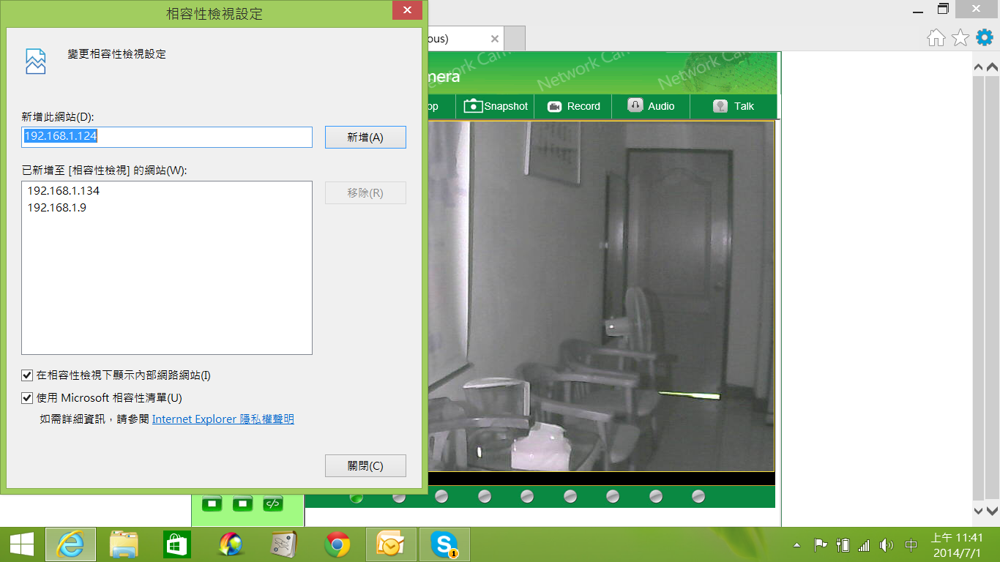 相容性檢視設定
變更相容性檢視設定
新增此網站(D):
192.168.1.124
新增(A)
已新增至 [相容性檢視] 的網站(W):
192.168.1.134
192.168.1.9
移除(R)
在相容性檢視下顯示內部網路網站(I)
使用 Microsoft 相容性清單(U)
如需詳細資訊，請參閱 Internet Explorer 隱私權聲明
關閉(C)
ous)
mera
Network Cam
Network Cam
Network Cam
op
Snapshot
Record
Audio
Talk
1
中
上午 11:41
2014/7/1